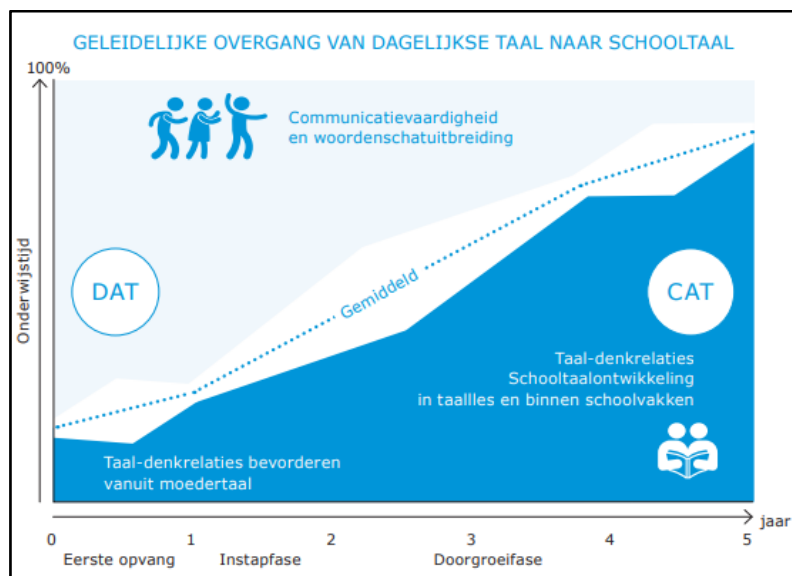 GELEIDELIJKE OVERGANG VAN DAGELIJKSE TAAL NAAR SCHOOLTAAL
100%
Communicatievaardigheid
en woordenschatuitbreiding
Onderwijstijd
DAT
Gemiddeld
CAT
Taal-denkrelaties
Schooltaalontwikkeling
in taallles en binnen schoolvakken
Taal-denkrelaties bevorderen
vanuit moedertaal
jaar
0 1 2 3 4 5
Eerste opvang Instapfase Doorgroeifase